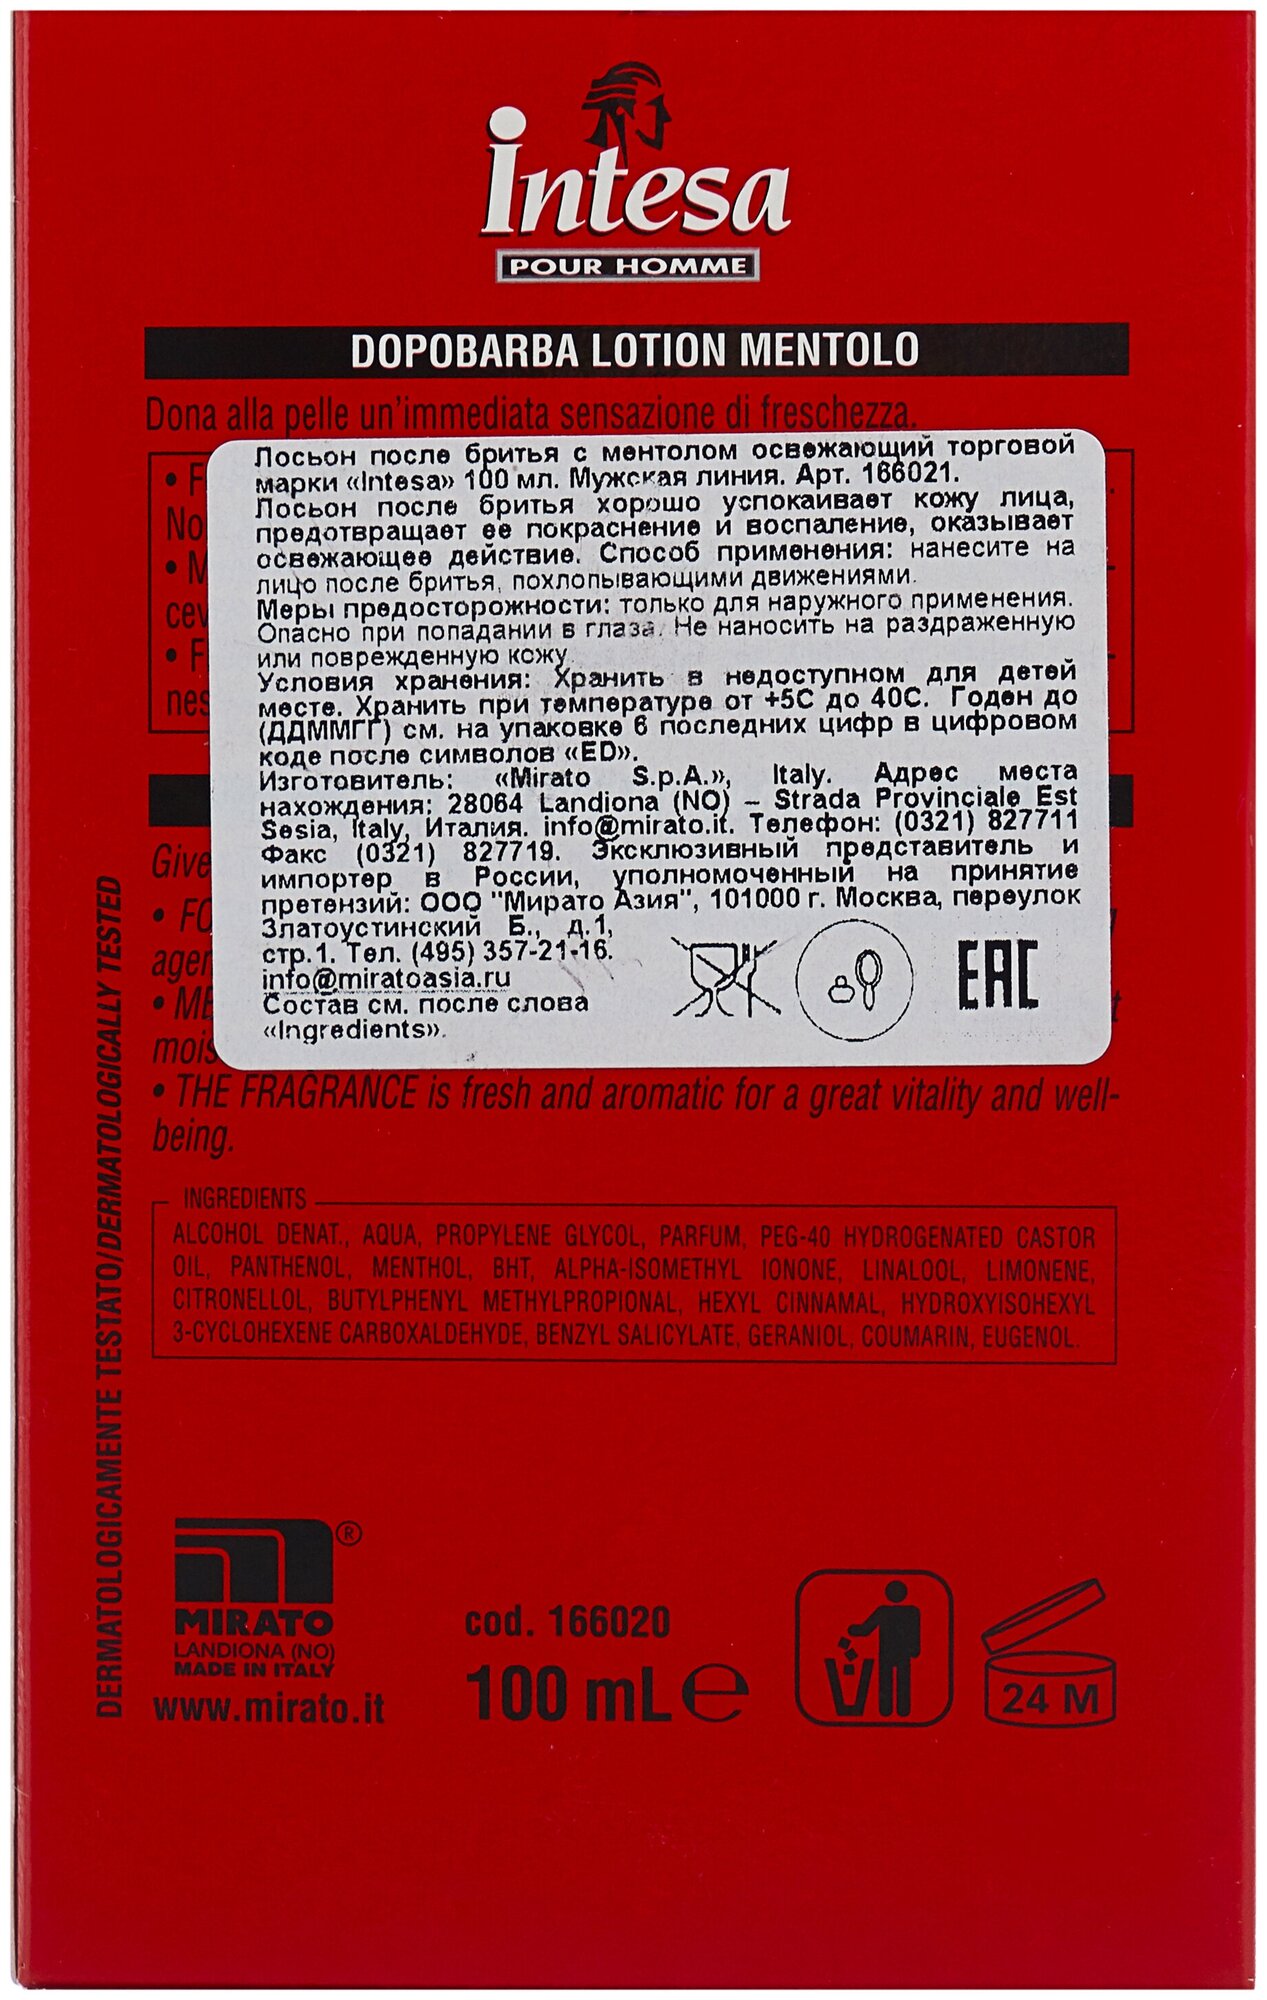 intesa
POUR HOMME
DOPOBARBA LOTION MENTOLO
Dona alla pelle un'immediata sensazione di freschezza.
Лосьон после бритья с ментолом освежающий торговой
марки «Intesa» 100 мл. Мужская линия. Арт. 166021.
Лосьон после бритья хорошо успокаивает кожу лица,
предотвращает ее покраснение и воспаление, оказывает
освежающее действие. Способ применения: нанесите на
лицо после бритья, похлопывающими движениями.
Меры предосторожности: только для наружного применения.
Опасно при попадании в глаза. Не наносить на раздраженную
или поврежденную кожу.
Условия хранения: Хранить в недоступном для детей
месте. Хранить при температуре от +5С до 40С. Годен до
(ДДММГГ) см. на упаковке 6 последних цифр в цифровом
коде после символов «ED».
Изготовитель: «Mirato S.p.A.», Italy. Адрес места
нахождения: 28064 Landiona (NO) – Strada Provinciale Est
Sesia, Italy, Италия. info@mirato.it. Телефон: (0321) 827711
Факс (0321) 827719. Эксклюзивный представитель и
импортер в России, уполномоченный на принятие
претензий: ООО "Мирато Азия", 101000 г. Москва, переулок
Златоустинский Б., д.1,
стр.1. Тел. (495) 357-21-16.
info@miratoasia.ru
Состав см. после слова
«Ingredients».
EAC
• THE FRAGRANCE is fresh and aromatic for a great vitality and well-
being.
INGREDIENTS
ALCOHOL DENAT., AQUA, PROPYLENE GLYCOL, PARFUM, PEG-40 HYDROGENATED CASTOR
OIL, PANTHENOL, MENTHOL, BHT, ALPHA-ISOMETHYL IONONE, LINALOOL, LIMONENE,
CITRONELLOL, BUTYLPHENYL METHYLPROPIONAL, HEXYL CINNAMAL, HYDROXYISOHEXYL
3-CYCLOHEXENE CARBOXALDEHYDE, BENZYL SALICYLATE, GERANIOL, COUMARIN, EUGENOL.
DERMATOLOGICAMENTE TESTATO/DERMATOLOGICALLY TESTED
®
MIRATO
LANDIONA (NO)
MADE IN ITALY
www.mirato.it
cod. 166020
100 mL ℮
24 M